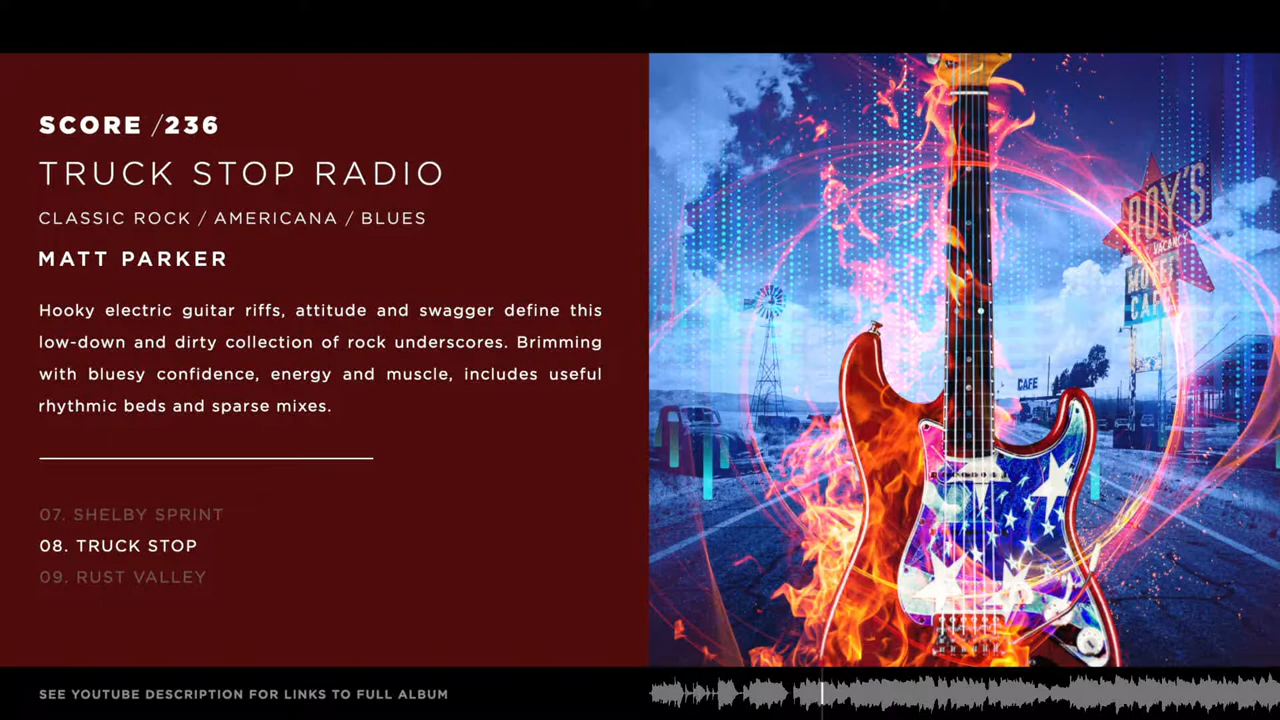 SCORE /236
TRUCK STOP RADIO
CLASSIC ROCK / AMERICANA / BLUES
MATT PARKER
Hooky electric guitar riffs, attitude and swagger define this
low-down and dirty collection of rock underscores. Brimming
with bluesy confidence, energy and muscle, includes useful
rhythmic beds and sparse mixes.
07. SHELBY SPRINT
08. TRUCK STOP
09. RUST VALLEY
SEE YOUTUBE DESCRIPTION FOR LINKS TO FULL ALBUM
ROY'S
VACANCY
MOTEL
CAFE
CAFE